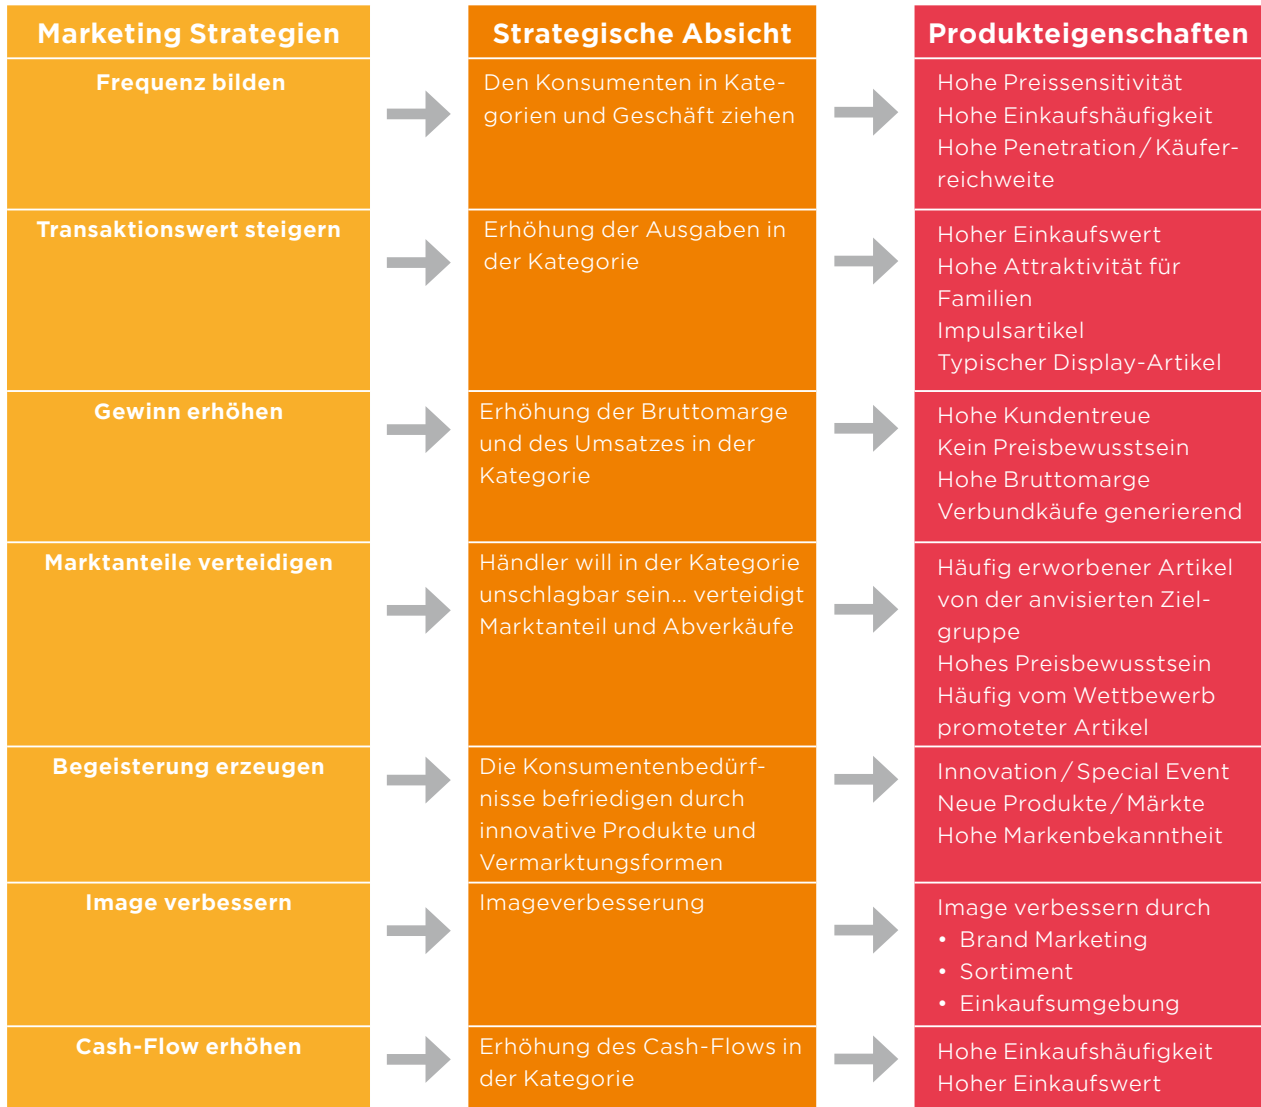 Marketing Strategien
Strategische Absicht
Produkteigenschaften
Frequenz bilden
Den Konsumenten in Kate-
gorien und Geschäft ziehen
Hohe Preissensitivität
Hohe Einkaufshäufigkeit
Hohe Penetration / Käufer-
reichweite
Transaktionswert steigern
Erhöhung der Ausgaben in
der Kategorie
Hoher Einkaufswert
Hohe Attraktivität für
Familien
Impulsartikel
Typischer Display-Artikel
Gewinn erhöhen
Erhöhung der Bruttomarge
und des Umsatzes in der
Kategorie
Hohe Kundentreue
Kein Preisbewusstsein
Hohe Bruttomarge
Verbundkäufe generierend
Marktanteile verteidigen
Händler will in der Kategorie
unschlagbar sein... verteidigt
Marktanteil und Abverkäufe
Häufig erworbener Artikel
von der anvisierten Ziel-
gruppe
Hohes Preisbewusstsein
Häufig vom Wettbewerb
promoteter Artikel
Begeisterung erzeugen
Die Konsumentenbedürf-
nisse befriedigen durch
innovative Produkte und
Vermarktungsformen
Innovation / Special Event
Neue Produkte / Märkte
Hohe Markenbekanntheit
Image verbessern
Imageverbesserung
Image verbessern durch
• Brand Marketing
• Sortiment
• Einkaufsumgebung
Cash-Flow erhöhen
Erhöhung des Cash-Flows in
der Kategorie
Hohe Einkaufshäufigkeit
Hoher Einkaufswert